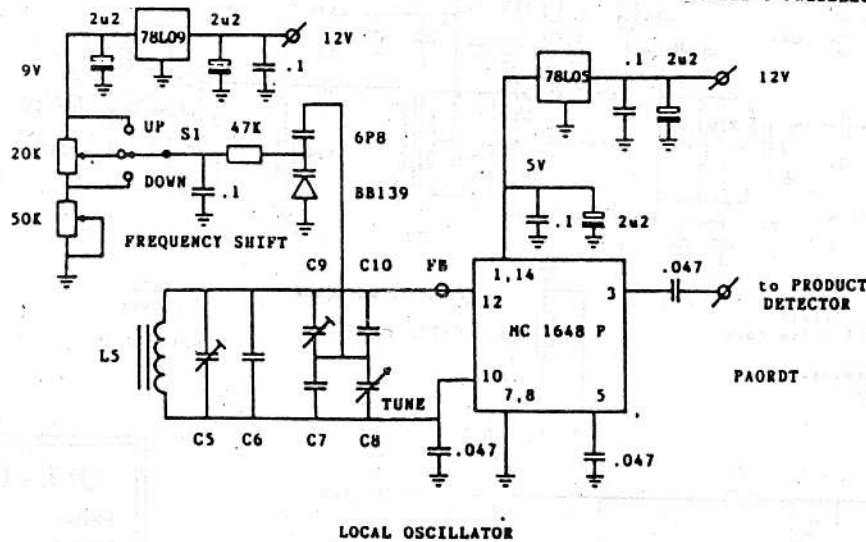 2u2
78L09
2u2
12V
.1
9V
UP
S1
47K
6P8
20K
DOWN
.1
BB139
50K
FREQUENCY SHIFT
.1
2u2
78L05
12V
5V
.1
2u2
C9
C10
FB
L5
TUNE
C5
C6
C7
C8
.047
1,14
12
3
MC 1648 P
10
7,8
5
.047
to PRODUCT
DETECTOR
PA0RDT
.047
LOCAL OSCILLATOR